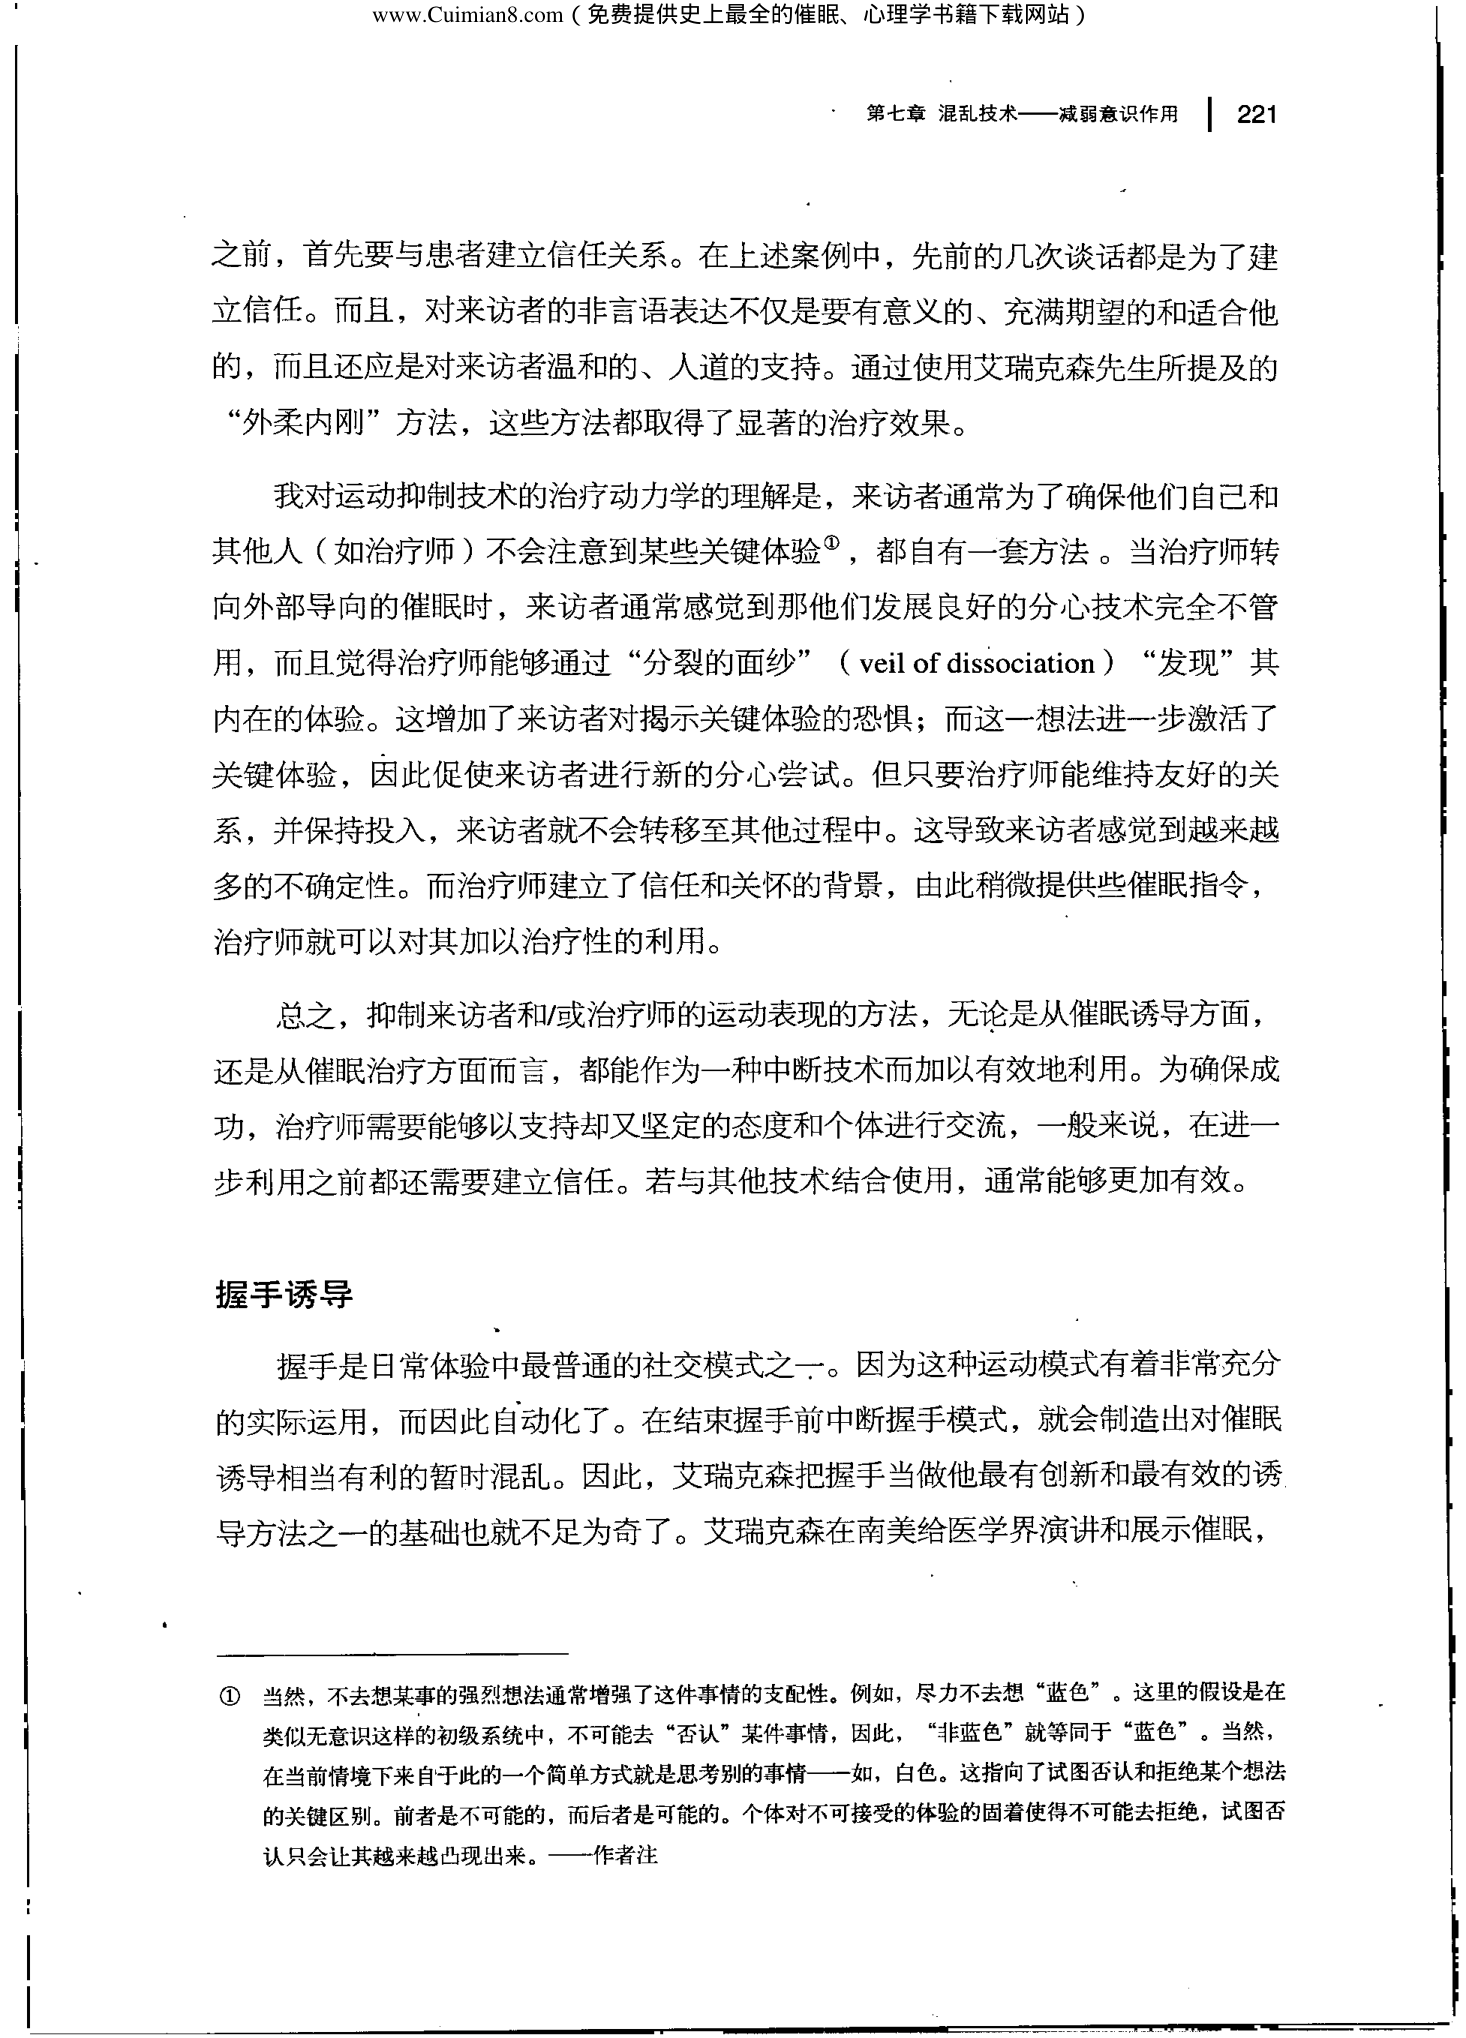 www.Cuimian8.com（免费提供史上最全的催眠、心理学书籍下载网站）
第七章 混乱技术——减弱意识作用 | 221
之前，首先要与患者建立信任关系。在上述案例中，先前的几次谈话都是为了建
立信任。而且，对来访者的非言语表达不仅是要有意义的、充满期望的和适合他
的，而且还应是对来访者温和的、人道的支持。通过使用艾瑞克森先生所提及的
“外柔内刚”方法，这些方法都取得了显著的治疗效果。
我对运动抑制技术的治疗动力学的理解是，来访者通常为了确保他们自己和
其他人（如治疗师）不会注意到某些关键体验①，都自有一套方法。当治疗师转
向外部导向的催眠时，来访者通常感觉到那他们发展良好的分心技术完全不管
用，而且觉得治疗师能够通过“分裂的面纱”（veil of dissociation）“发现”其
内在的体验。这增加了来访者对揭示关键体验的恐惧；而这一想法进一步激活了
关键体验，因此促使来访者进行新的分心尝试。但只要治疗师能维持友好的关
系，并保持投入，来访者就不会转移至其他过程中。这导致来访者感觉到越来越
多的不确定性。而治疗师建立了信任和关怀的背景，由此稍微提供些催眠指令，
治疗师就可以对其加以治疗性的利用。
总之，抑制来访者和/或治疗师的运动表现的方法，无论是从催眠诱导方面，
还是从催眠治疗方面而言，都能作为一种中断技术而加以有效地利用。为确保成
功，治疗师需要能够以支持却又坚定的态度和个体进行交流，一般来说，在进一
步利用之前都还需要建立信任。若与其他技术结合使用，通常能够更加有效。
握手诱导
握手是日常体验中最普通的社交模式之一。因为这种运动模式有着非常充分
的实际运用，而因此自动化了。在结束握手前中断握手模式，就会制造出对催眠
诱导相当有利的暂时混乱。因此，艾瑞克森把握手当做他最有创新和最有效的诱
导方法之一的基础也就不足为奇了。艾瑞克森在南美给医学界演讲和展示催眠，
① 当然，不去想某事的强烈想法通常增强了这件事情的支配性。例如，尽力不去想“蓝色”。这里的假设是在
类似无意识这样的初级系统中，不可能去“否认”某件事情，因此，“非蓝色”就等同于“蓝色”。当然，
在当前情境下来自于此的一个简单方式就是思考别的事情——如，白色。这指向了试图否认和拒绝某个想法
的关键区别。前者是不可能的，而后者是可能的。个体对不可接受的体验的固着使得不可能去拒绝，试图否
认只会让其越来越凸现出来。——作者注